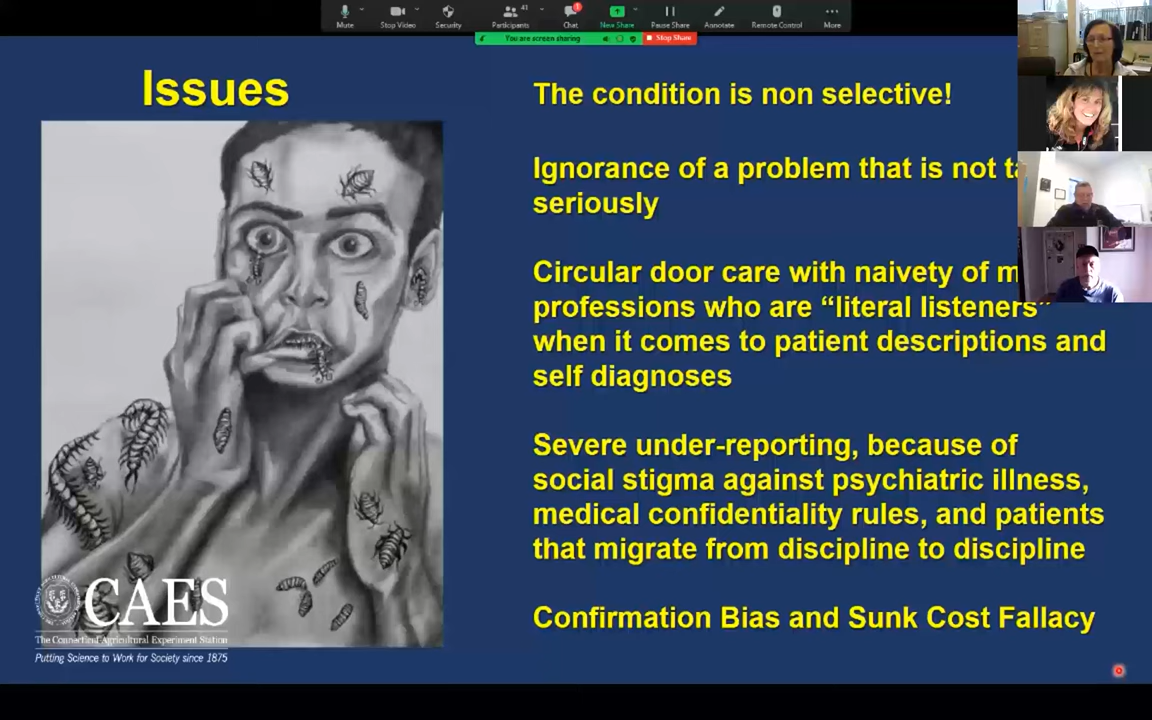 41
1
Mute
Stop Video
Security
Participants
Chat
New Share
Pause Share
Annotate
Remote Control
More
You are screen sharing
Stop Share
Issues
The condition is non selective!
Ignorance of a problem that is not
seriously
Circular door care with naivety of
professions who are “literal listeners”
when it comes to patient descriptions and
self diagnoses
Severe under-reporting, because of
social stigma against psychiatric illness,
medical confidentiality rules, and patients
that migrate from discipline to discipline
Confirmation Bias and Sunk Cost Fallacy
CAES
The Connecticut Agricultural Experiment Station
Putting Science to Work for Society since 1875